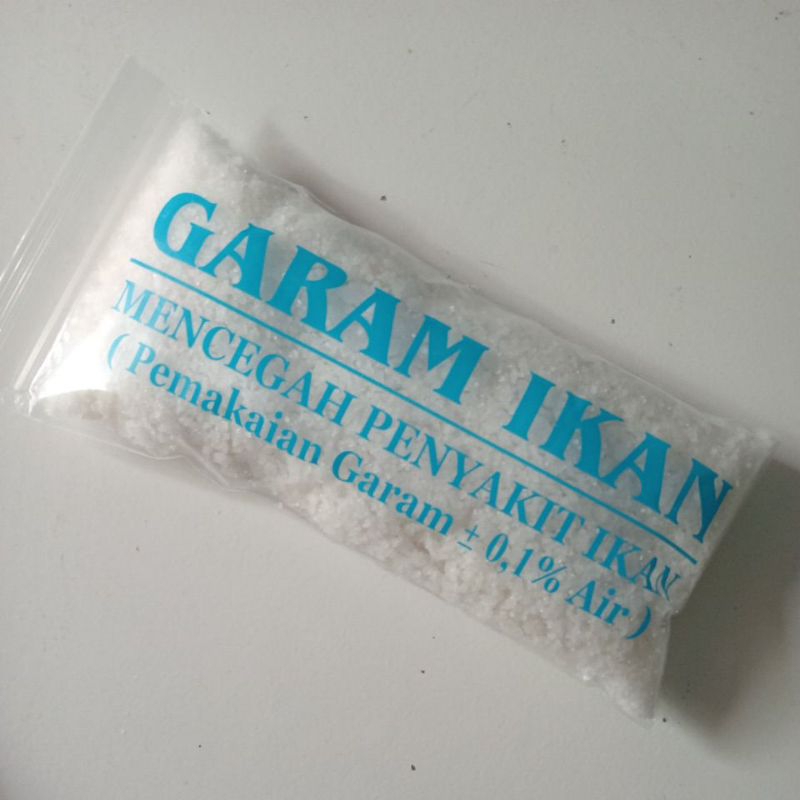 GARAM IKAN
MENCEGAH PENYAKIT IKAN
( Pemakaian Garam ± 0,1% Air )